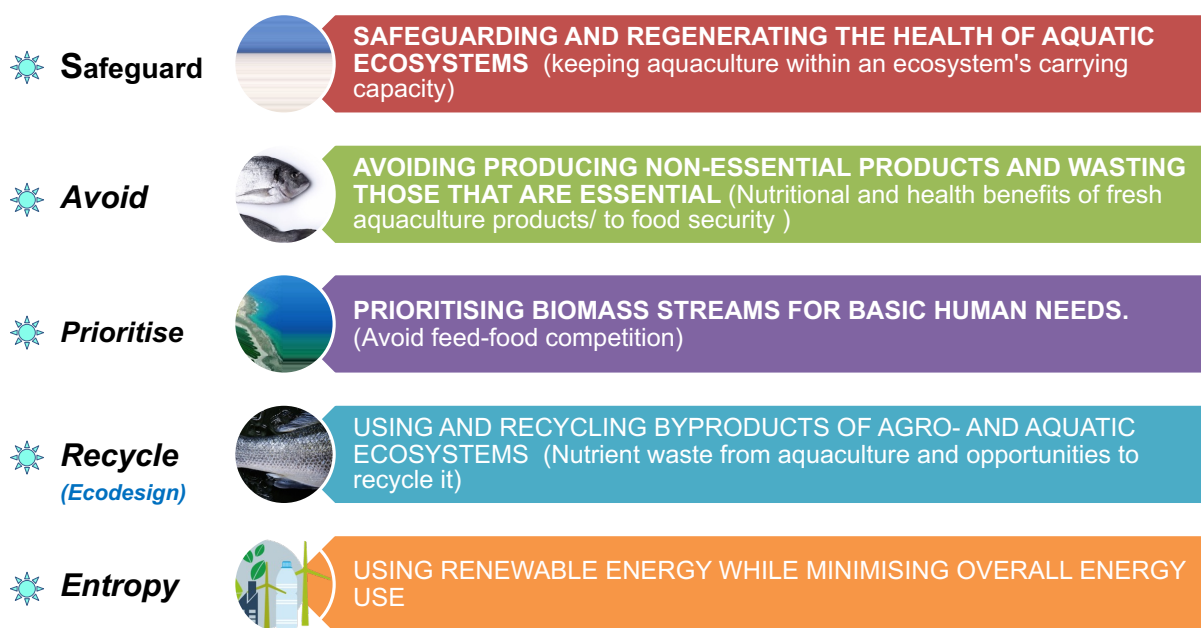 Safeguard
SAFEGUARDING AND REGENERATING THE HEALTH OF AQUATIC
ECOSYSTEMS (keeping aquaculture within an ecosystem's carrying
capacity)
Avoid
AVOIDING PRODUCING NON-ESSENTIAL PRODUCTS AND WASTING
THOSE THAT ARE ESSENTIAL (Nutritional and health benefits of fresh
aquaculture products/ to food security )
Prioritise
PRIORITISING BIOMASS STREAMS FOR BASIC HUMAN NEEDS.
(Avoid feed-food competition)
Recycle
(Ecodesign)
USING AND RECYCLING BYPRODUCTS OF AGRO- AND AQUATIC
ECOSYSTEMS (Nutrient waste from aquaculture and opportunities to
recycle it)
Entropy
USING RENEWABLE ENERGY WHILE MINIMISING OVERALL ENERGY
USE